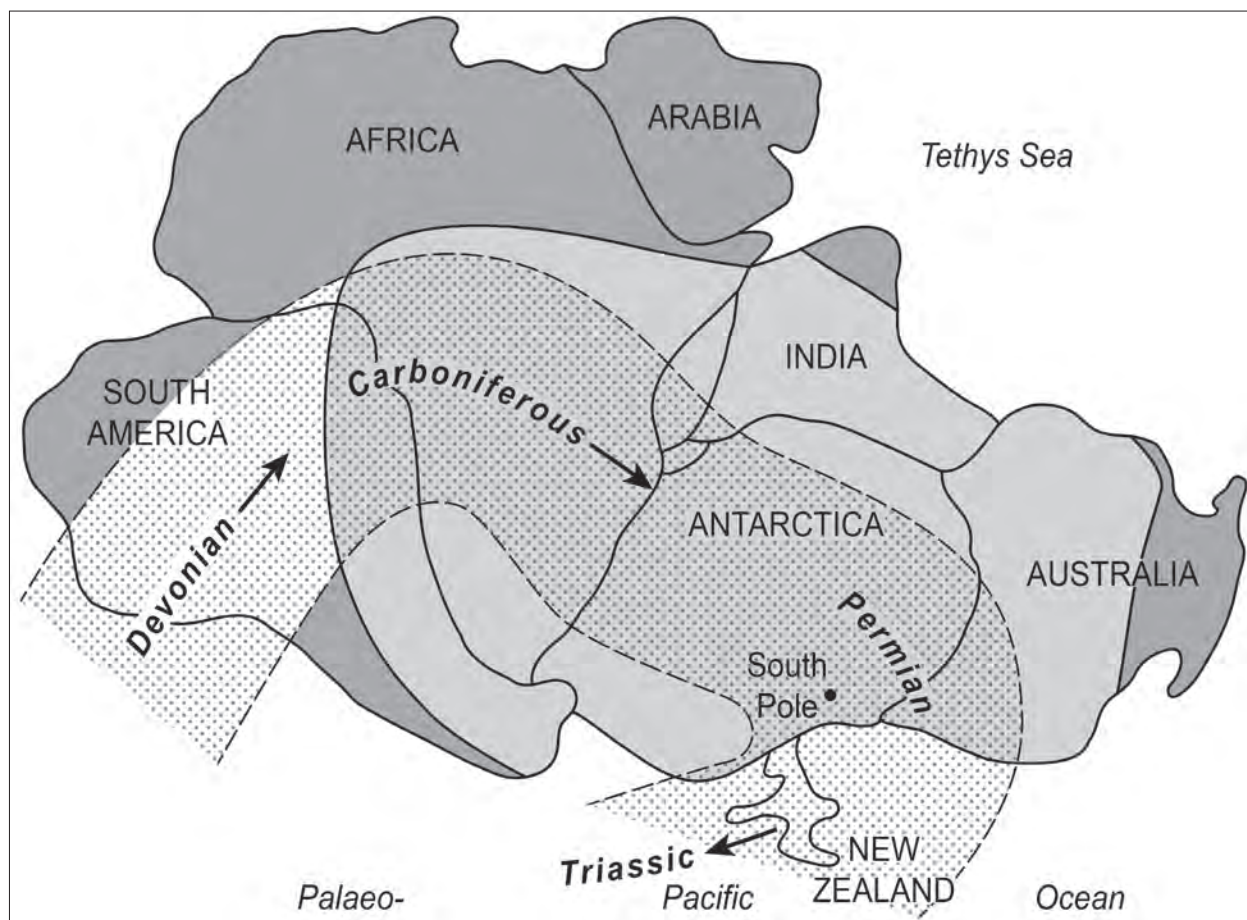 AFRICA
ARABIA
Tethys Sea
INDIA
SOUTH
AMERICA
Carboniferous
Devonian
ANTARCTICA
AUSTRALIA
Permian
South
Pole
Triassic
NEW
ZEALAND
Palaeo-
Pacific
Ocean